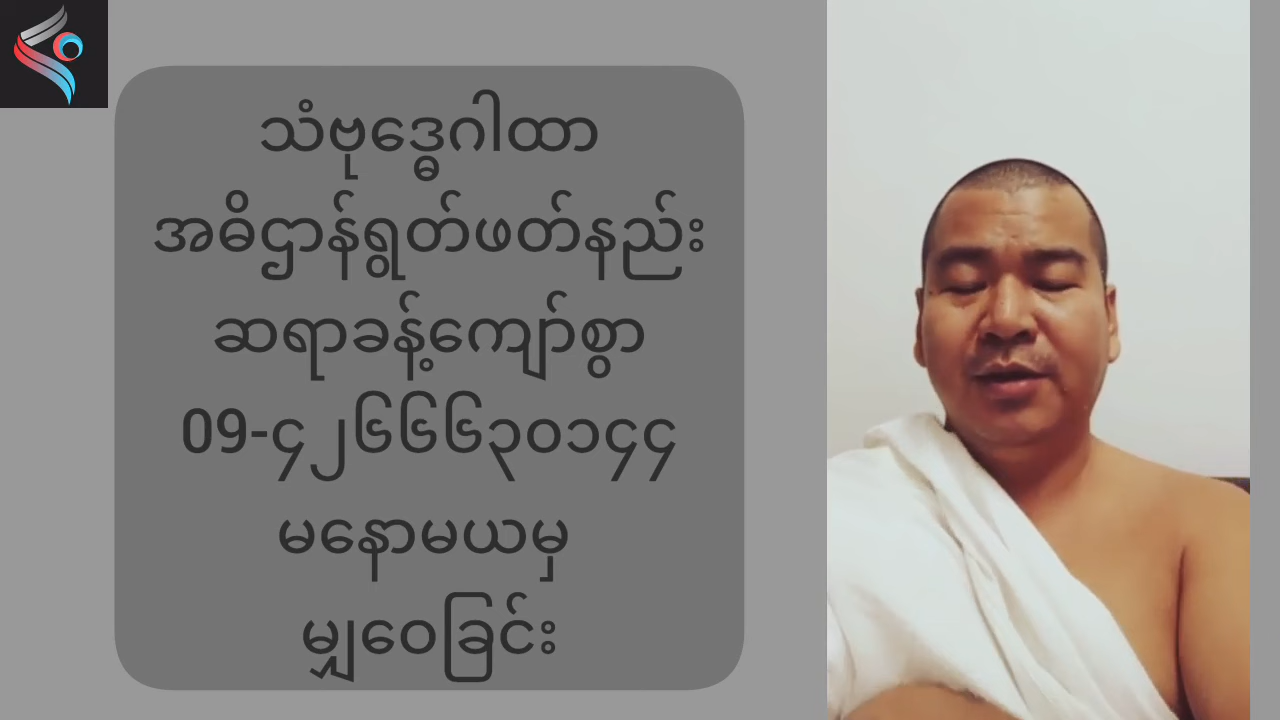 သံဗုဒ္ဓေဂါထာ
အဓိဌာန်ရွတ်ဖတ်နည်း
ဆရာခန့်ကျော်စွာ
09-၄၂၆၆၆၃၀၁၄၄
မနောမယမှ
မျှဝေခြင်း